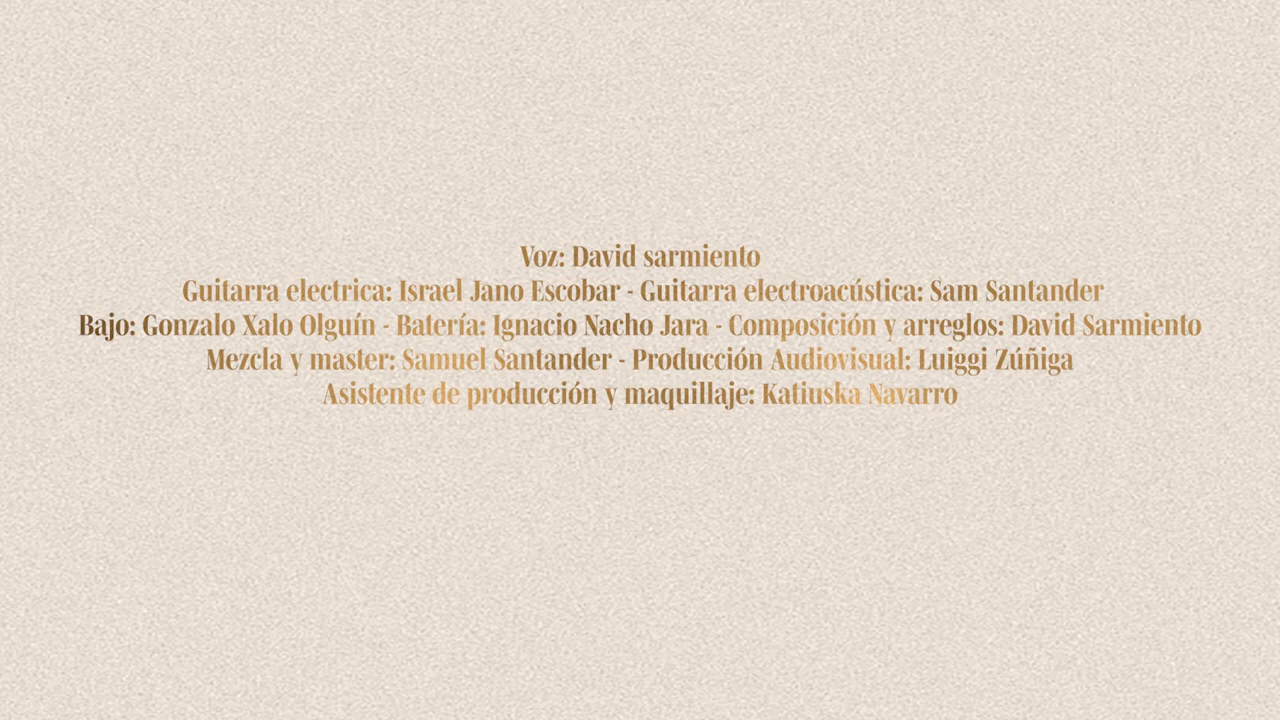 Voz: David sarmiento
Guitarra electrica: Israel Jano Escobar - Guitarra electroacústica: Sam Santander
Bajo: Gonzalo Xalo Olguín - Batería: Ignacio Nacho Jara - Composición y arreglos: David Sarmiento
Mezcla y master: Samuel Santander - Producción Audiovisual: Luiggi Zúñiga
Asistente de producción y maquillaje: Katiuska Navarro